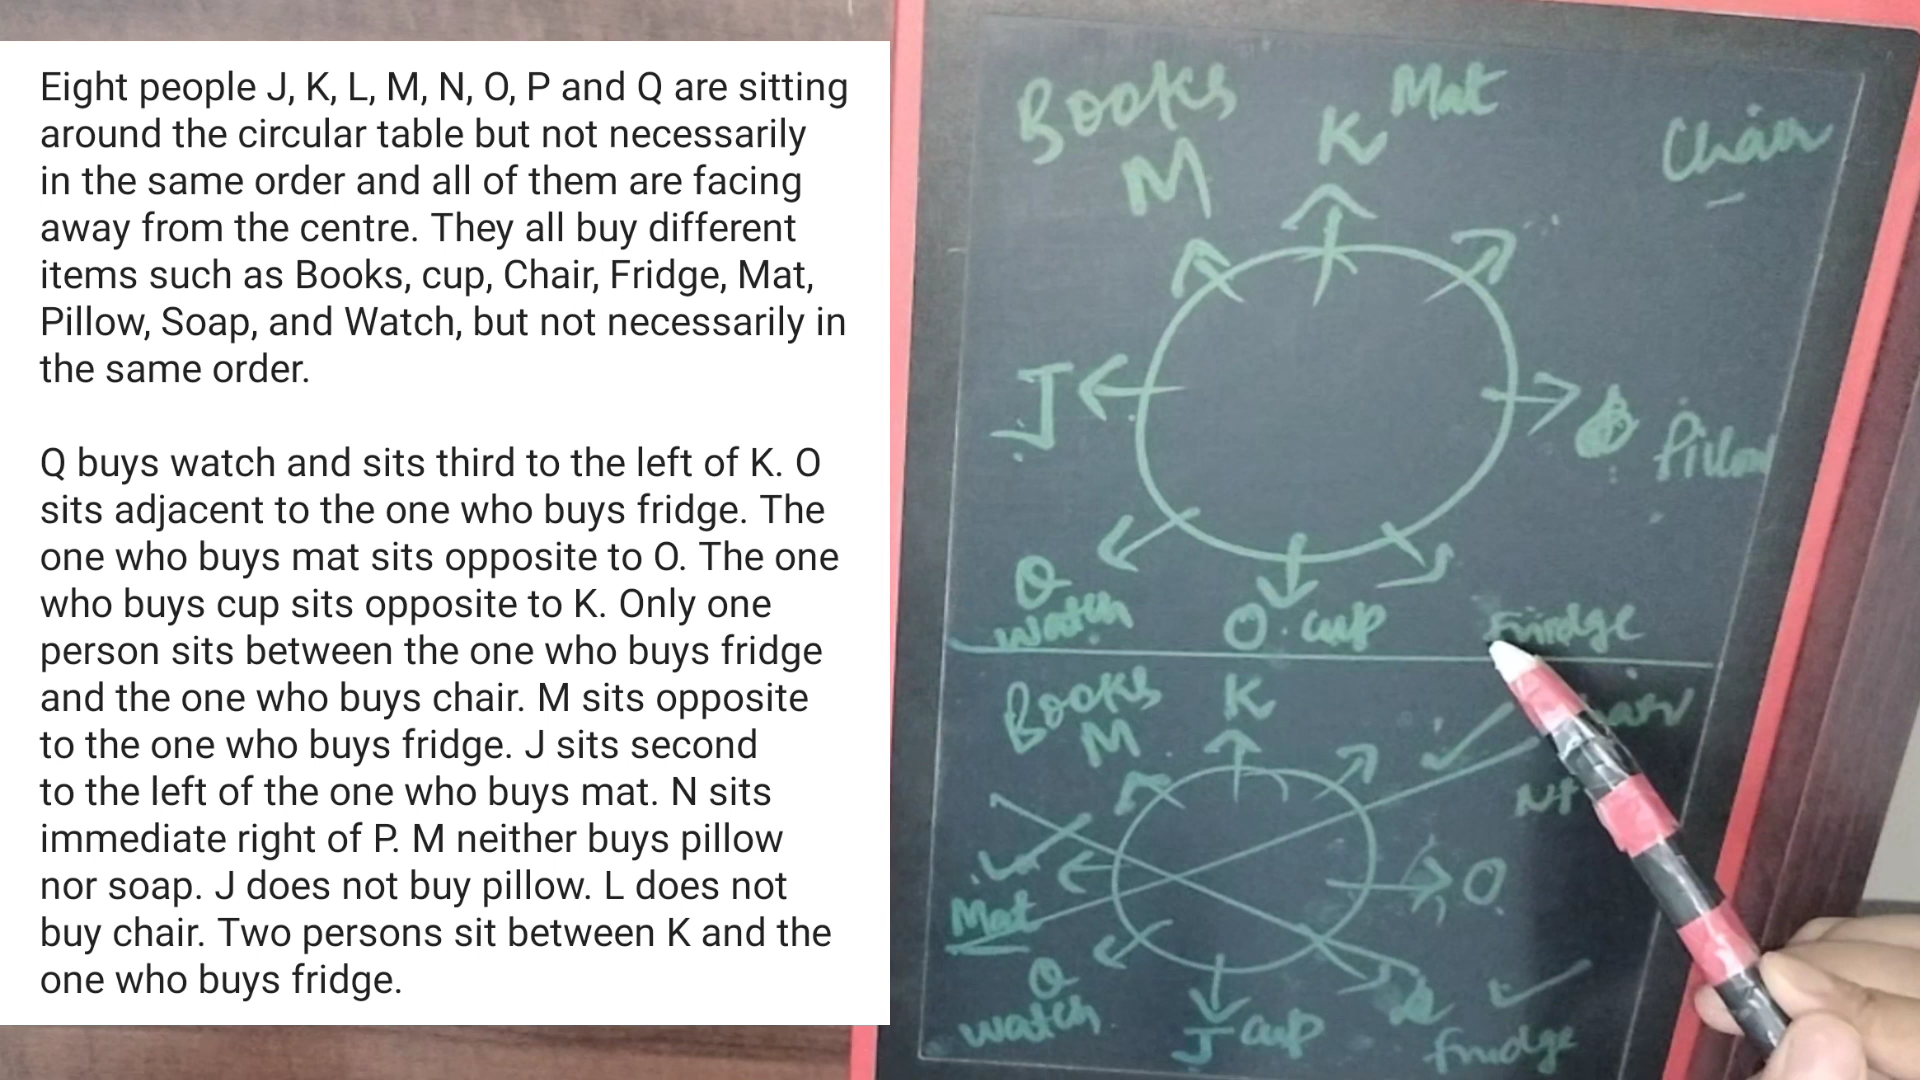 Eight people J, K, L, M, N, O, P and Q are sitting
around the circular table but not necessarily
in the same order and all of them are facing
away from the centre. They all buy different
items such as Books, cup, Chair, Fridge, Mat,
Pillow, Soap, and Watch, but not necessarily in
the same order.
Q buys watch and sits third to the left of K. O
sits adjacent to the one who buys fridge. The
one who buys mat sits opposite to O. The one
who buys cup sits opposite to K. Only one
person sits between the one who buys fridge
and the one who buys chair. M sits opposite
to the one who buys fridge. J sits second
to the left of the one who buys mat. N sits
immediate right of P. M neither buys pillow
nor soap. J does not buy pillow. L does not
buy chair. Two persons sit between K and the
one who buys fridge.
Books
Mat
K
M
Chair
J
Pillow
Q
Watch
O cup
Fridge
Books
K
M
Mat
O
Q
Watch
J cup
fridge